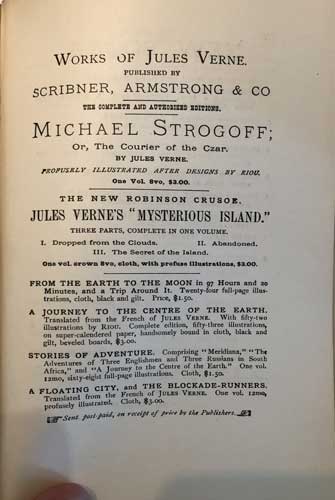 WORKS OF JULES VERNE.
PUBLISHED BY
SCRIBNER, ARMSTRONG & CO
THE COMPLETE AND AUTHORIZED EDITIONS.
MICHAEL STROGOFF;
Or, The Courier of the Czar.
BY JULES VERNE.
PROFUSELY ILLUSTRATED AFTER DESIGNS BY RIOU.
One Vol. 8vo, $3.00.
THE NEW ROBINSON CRUSOE.
JULES VERNE'S "MYSTERIOUS ISLAND."
THREE PARTS, COMPLETE IN ONE VOLUME.
I. Dropped from the Clouds. II. Abandoned.
III. The Secret of the Island.
One vol. crown 8vo, cloth, with profuse illustrations, $3.00.
FROM THE EARTH TO THE MOON in 97 Hours and 20
Minutes, and a Trip Around It. Twenty-four full-page illus-
trations, cloth, black and gilt. Price, $1.50.
A JOURNEY TO THE CENTRE OF THE EARTH.
Translated from the French of JULES VERNE. With fifty-two
illustrations by RIOU. Complete edition, fifty-three illustrations,
on super-calendered paper, handsomely bound in cloth, black and
gilt, beveled boards, $3.00.
STORIES OF ADVENTURE. Comprising "Meridiana," "The
Adventures of Three Englishmen and Three Russians in South
Africa," and "A Journey to the Centre of the Earth." One vol.
12mo, sixty-eight full-page illustrations. Cloth, $1.50.
A FLOATING CITY, and THE BLOCKADE-RUNNERS.
Translated from the French of JULES VERNE. One vol. 12mo,
profusely illustrated. Cloth, $3.00.
Sent post-paid, on receipt of price by the Publishers.